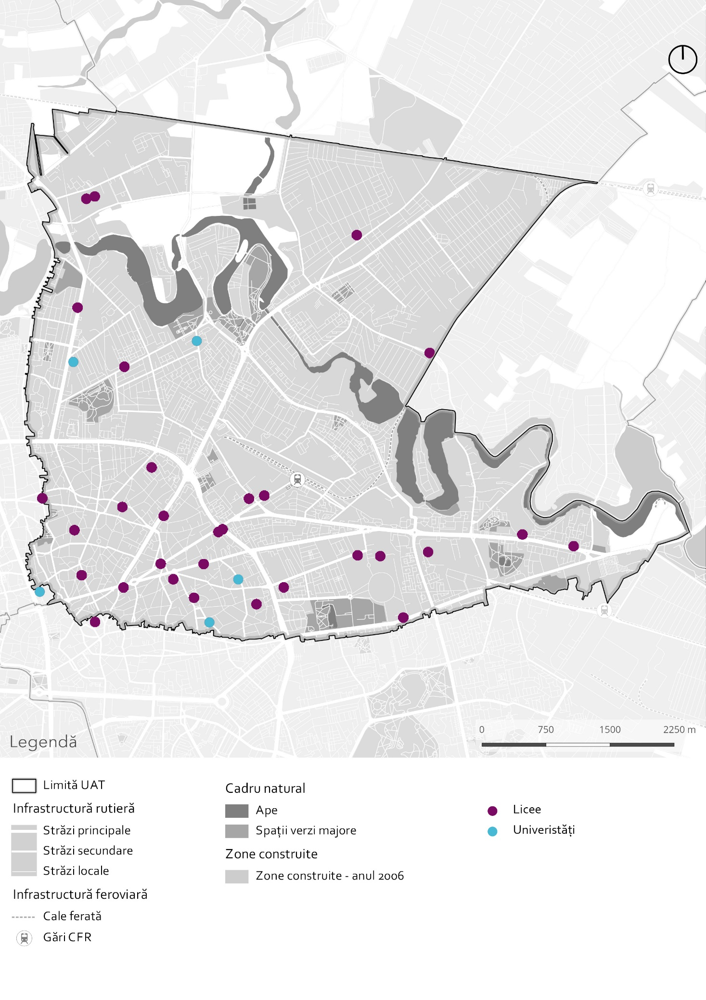 0 750 1500 2250 m
Legendă
Limită UAT
Infrastructură rutieră
Străzi principale
Străzi secundare
Străzi locale
Infrastructură feroviară
Cale ferată
Gări CFR
Cadru natural
Ape
Spații verzi majore
Zone construite
Zone construite - anul 2006
Licee
Univeristăți